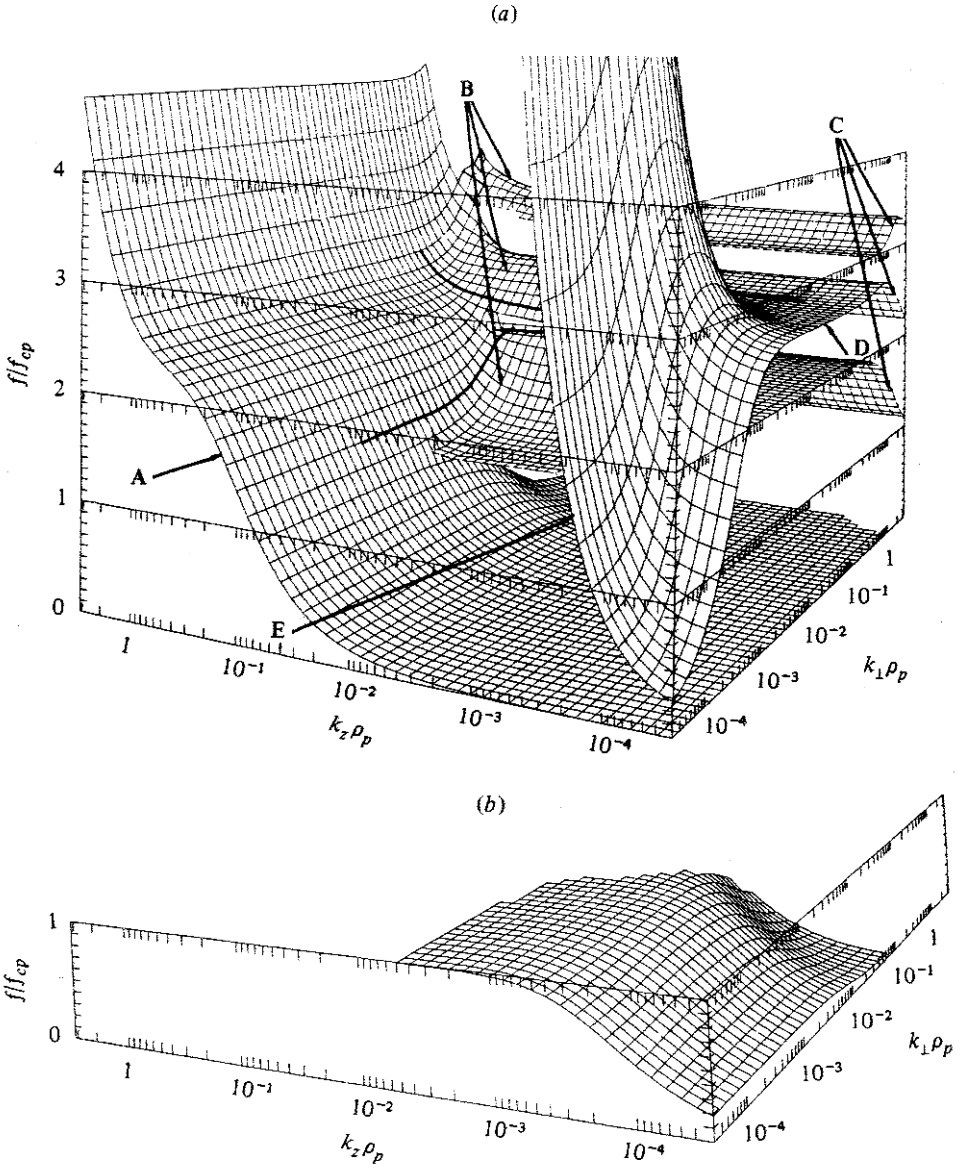 (a)
B
C
4
3
2
1
0
f/f_cp
A
D
E
1
10⁻¹
10⁻²
10⁻³
10⁻⁴
k_z ρ_p
10⁻⁴
10⁻³
10⁻²
10⁻¹
1
k_⊥ ρ_p
(b)
1
0
f/f_cp
1
10⁻¹
10⁻²
10⁻³
10⁻⁴
k_z ρ_p
10⁻⁴
10⁻³
10⁻²
10⁻¹
1
k_⊥ ρ_p